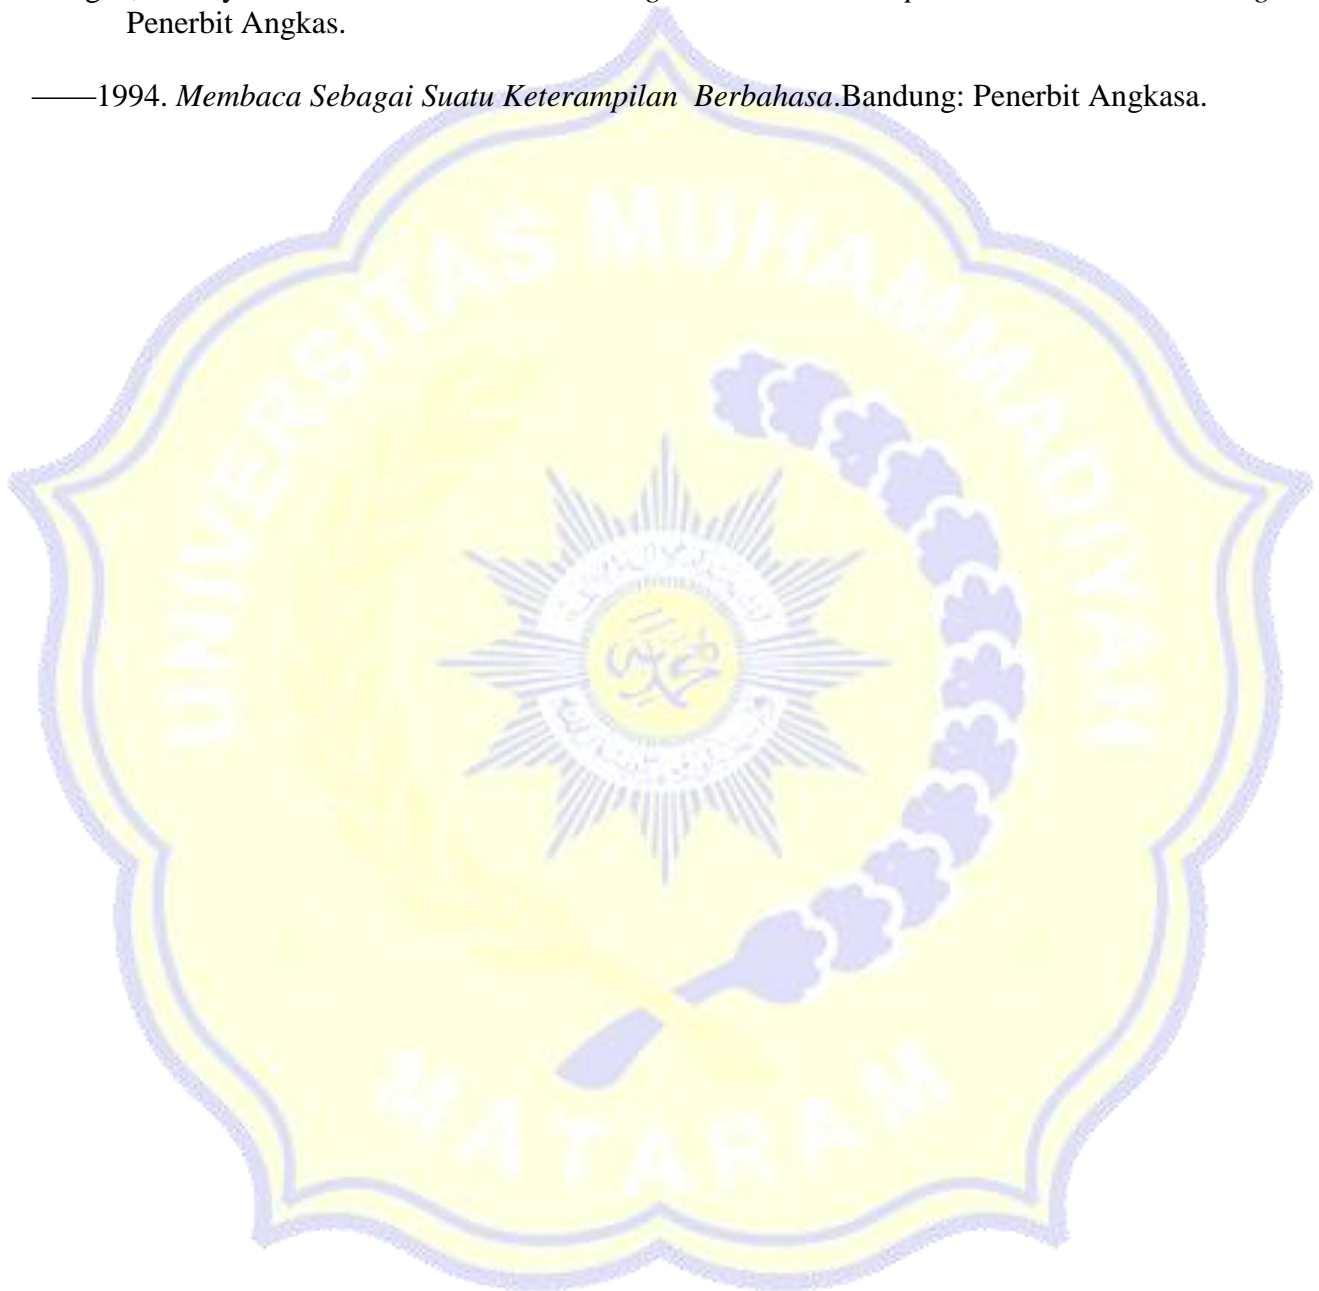 Penerbit Angkas.
——1994. Membaca Sebagai Suatu Keterampilan Berbahasa.Bandung: Penerbit Angkasa.
UNIVERSITAS MUHAMMADIYAH
MATARAM